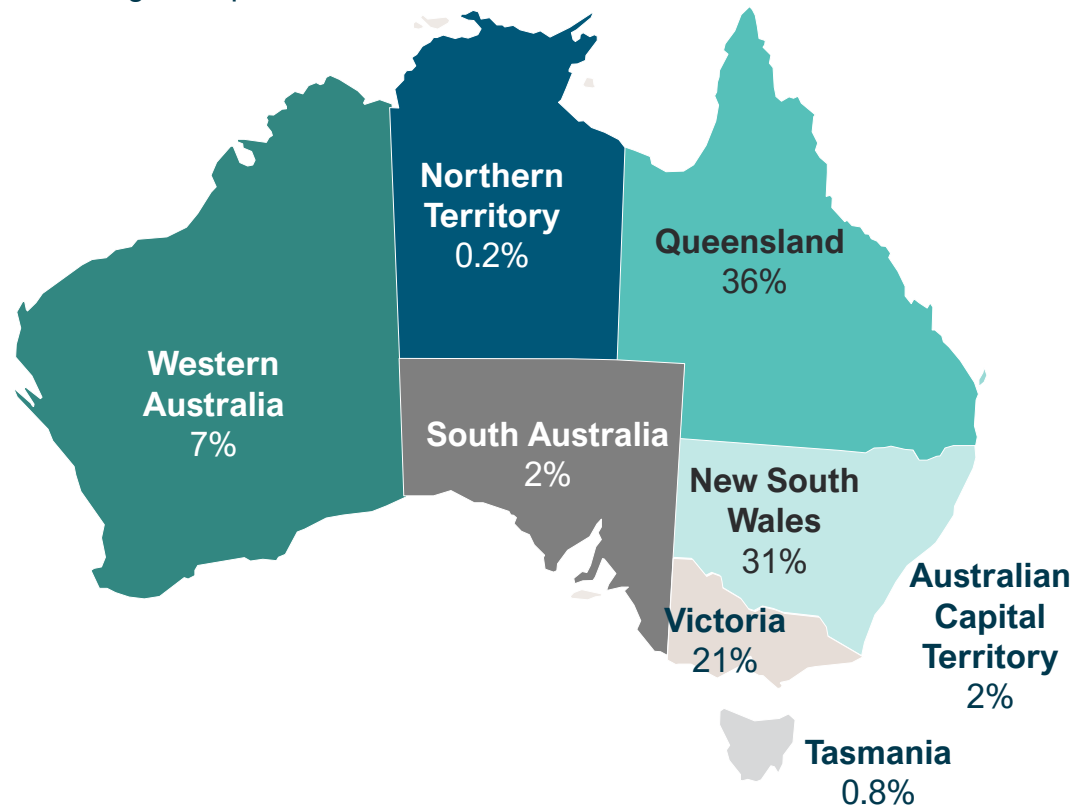 Northern
Territory
0.2%
Queensland
36%
Western
Australia
7%
South Australia
2%
New South
Wales
31%
Australian
Capital
Territory
2%
Victoria
21%
Tasmania
0.8%